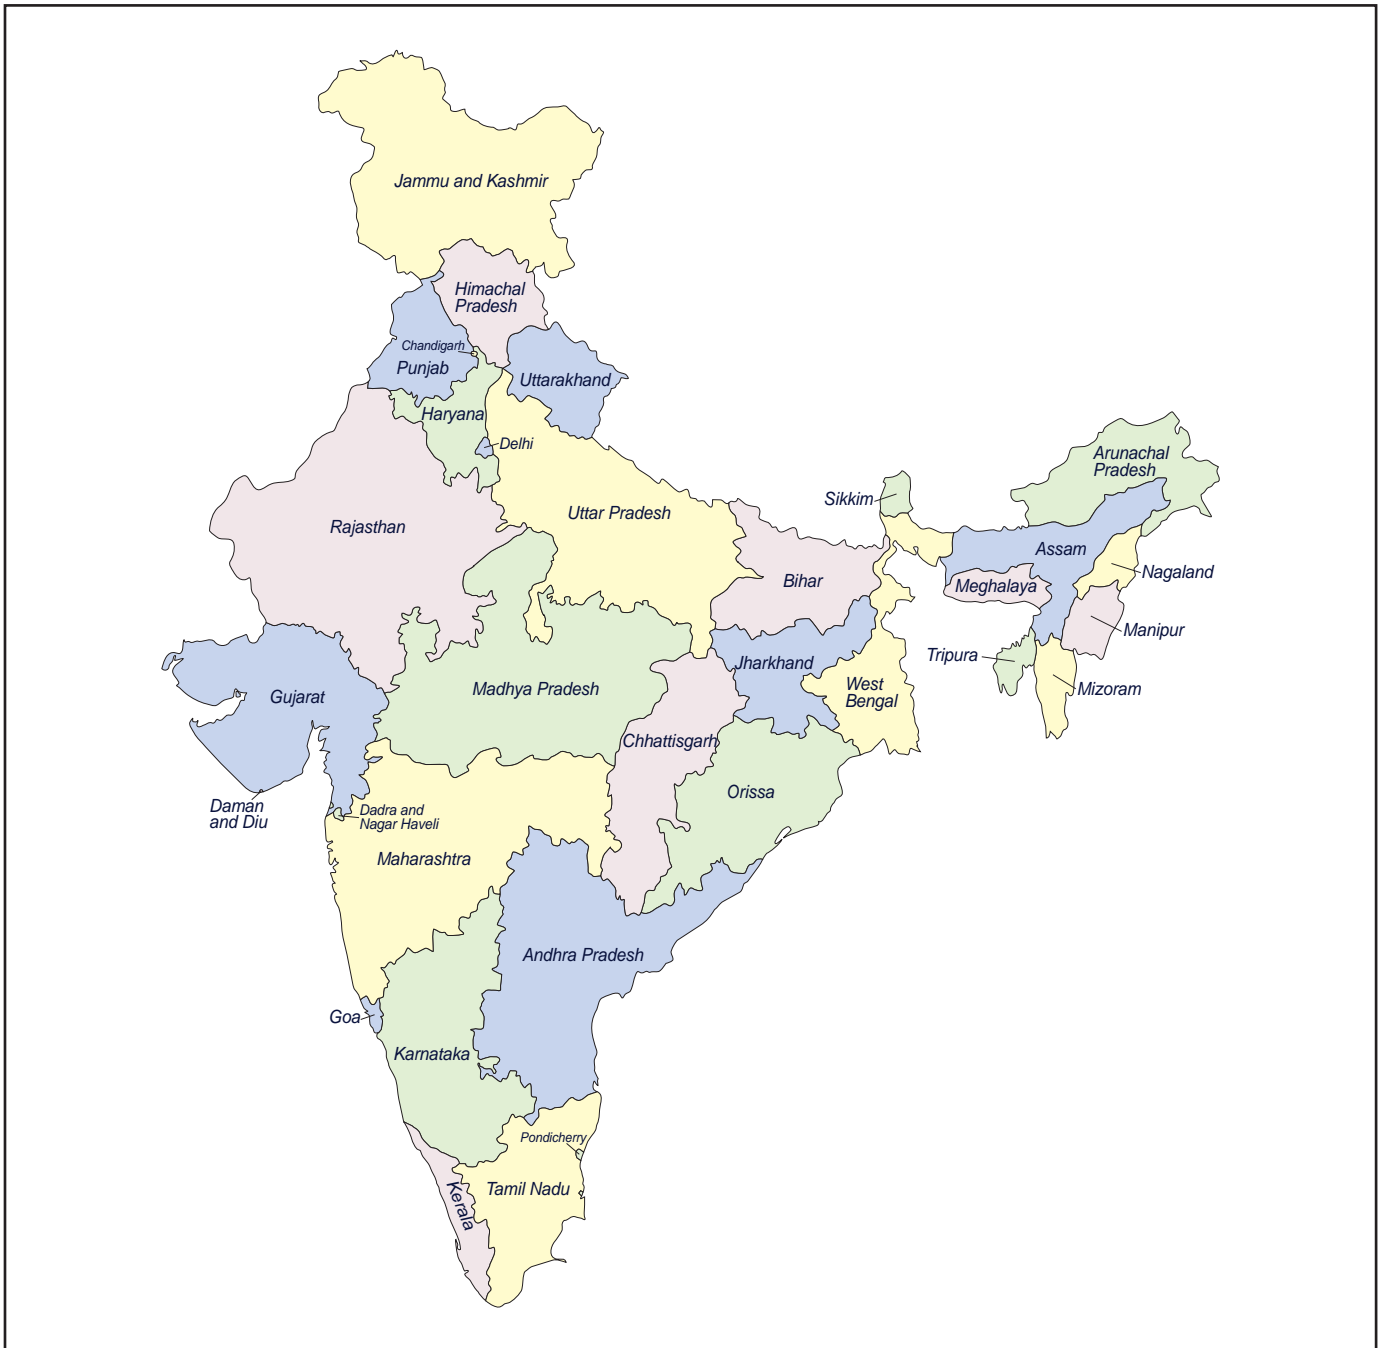 Jammu and Kashmir
Himachal
Pradesh
Chandigarh
Punjab
Uttarakhand
Haryana
Delhi
Arunachal
Pradesh
Sikkim
Uttar Pradesh
Rajasthan
Assam
Nagaland
Bihar
Meghalaya
Manipur
Tripura
Jharkhand
Madhya Pradesh
West
Bengal
Mizoram
Gujarat
Chhattisgarh
Orissa
Daman
and Diu
Dadra and
Nagar Haveli
Maharashtra
Andhra Pradesh
Goa
Karnataka
Pondicherry
Tamil Nadu
Kerala